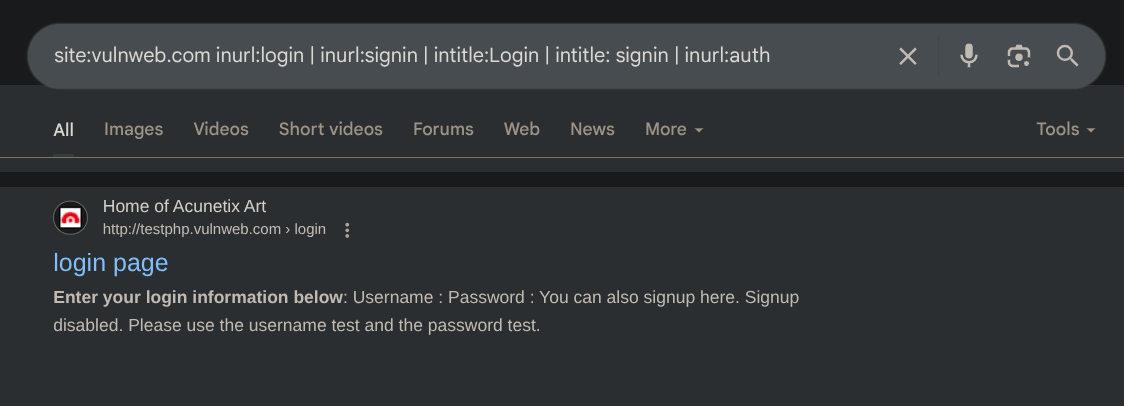 site:vulnweb.com inurl:login | inurl:signin | intitle:Login | intitle: signin | inurl:auth
All Images Videos Short videos Forums Web News More Tools
Home of Acunetix Art
http://testphp.vulnweb.com › login
login page
Enter your login information below: Username : Password : You can also signup here. Signup
disabled. Please use the username test and the password test.